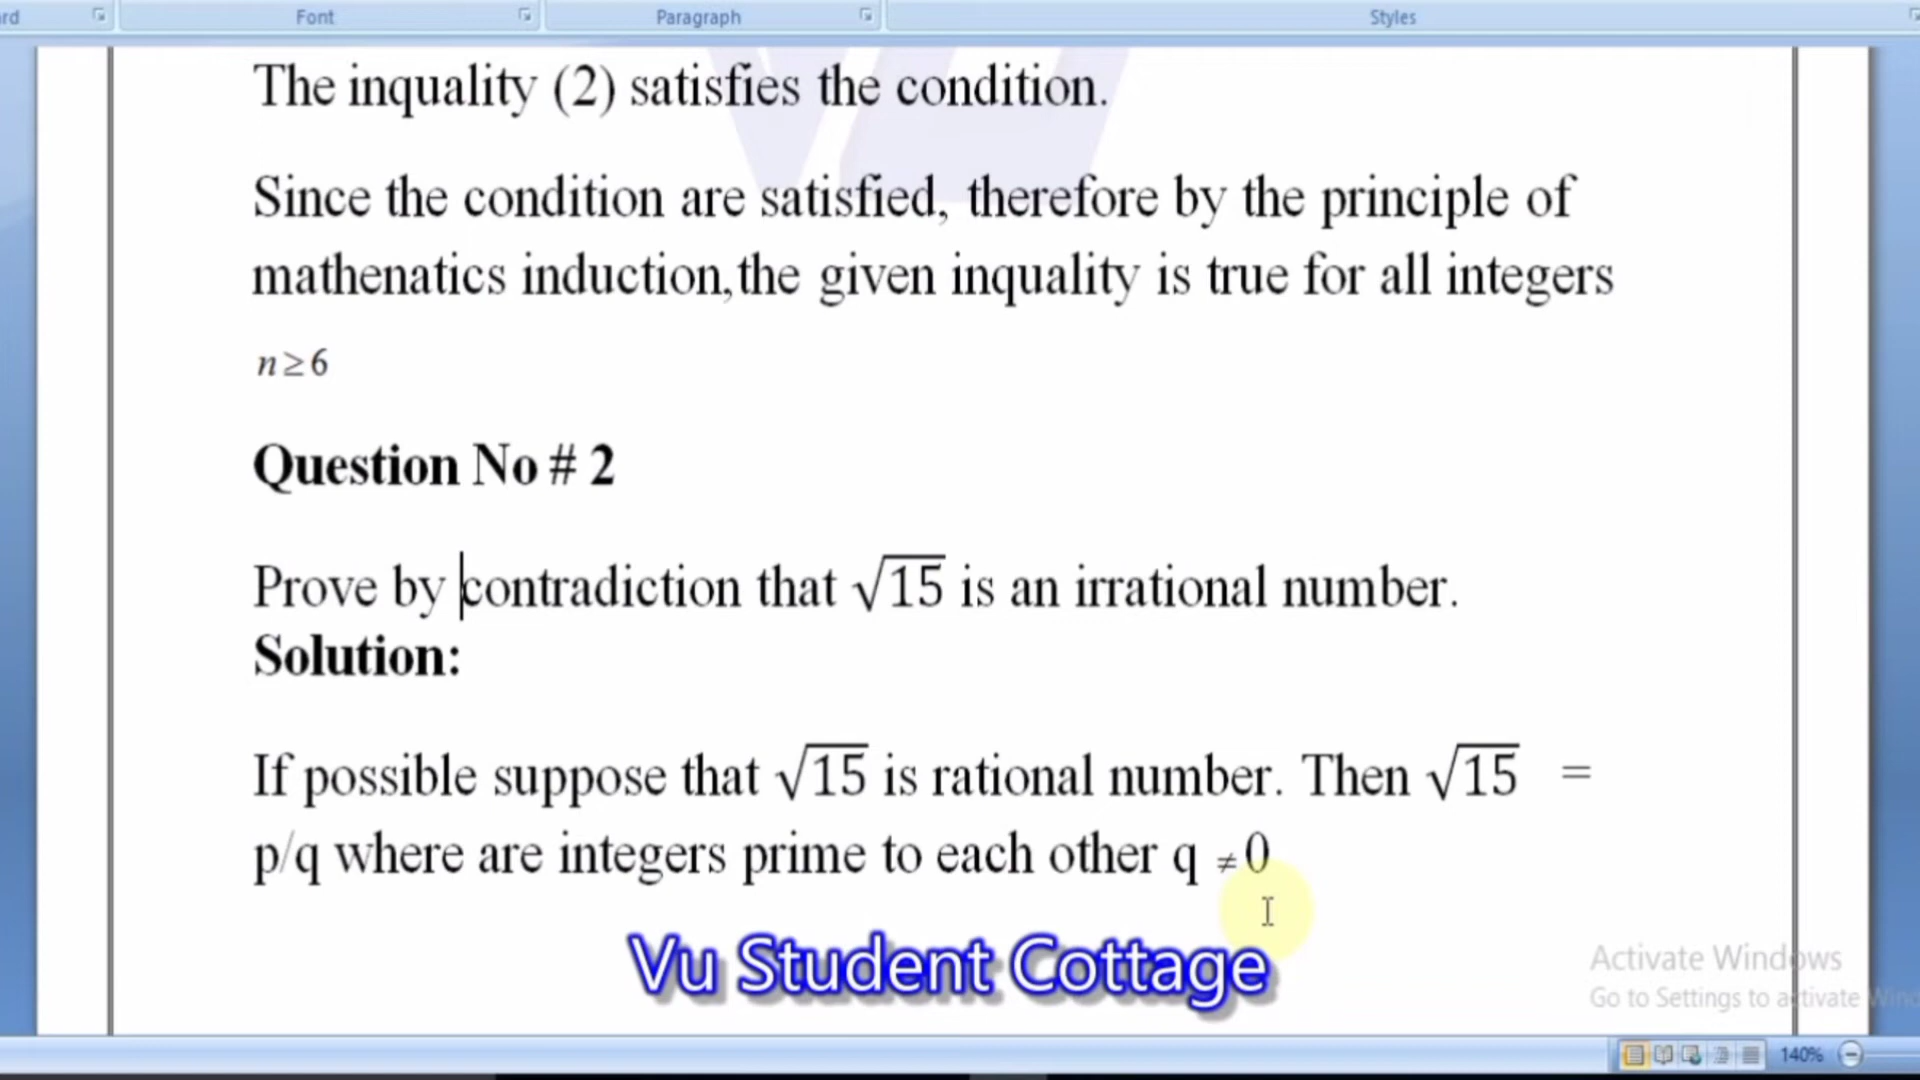 rd Font Paragraph Styles
The inquality (2) satisfies the condition.
Since the condition are satisfied, therefore by the principle of
mathenatics induction,the given inquality is true for all integers
n ≥ 6
Question No # 2
Prove by contradiction that √15 is an irrational number.
Solution:
If possible suppose that √15 is rational number. Then √15 =
p/q where are integers prime to each other q ≠ 0
Vu Student Cottage
Activate Windows
Go to Settings to activate Wind
140%